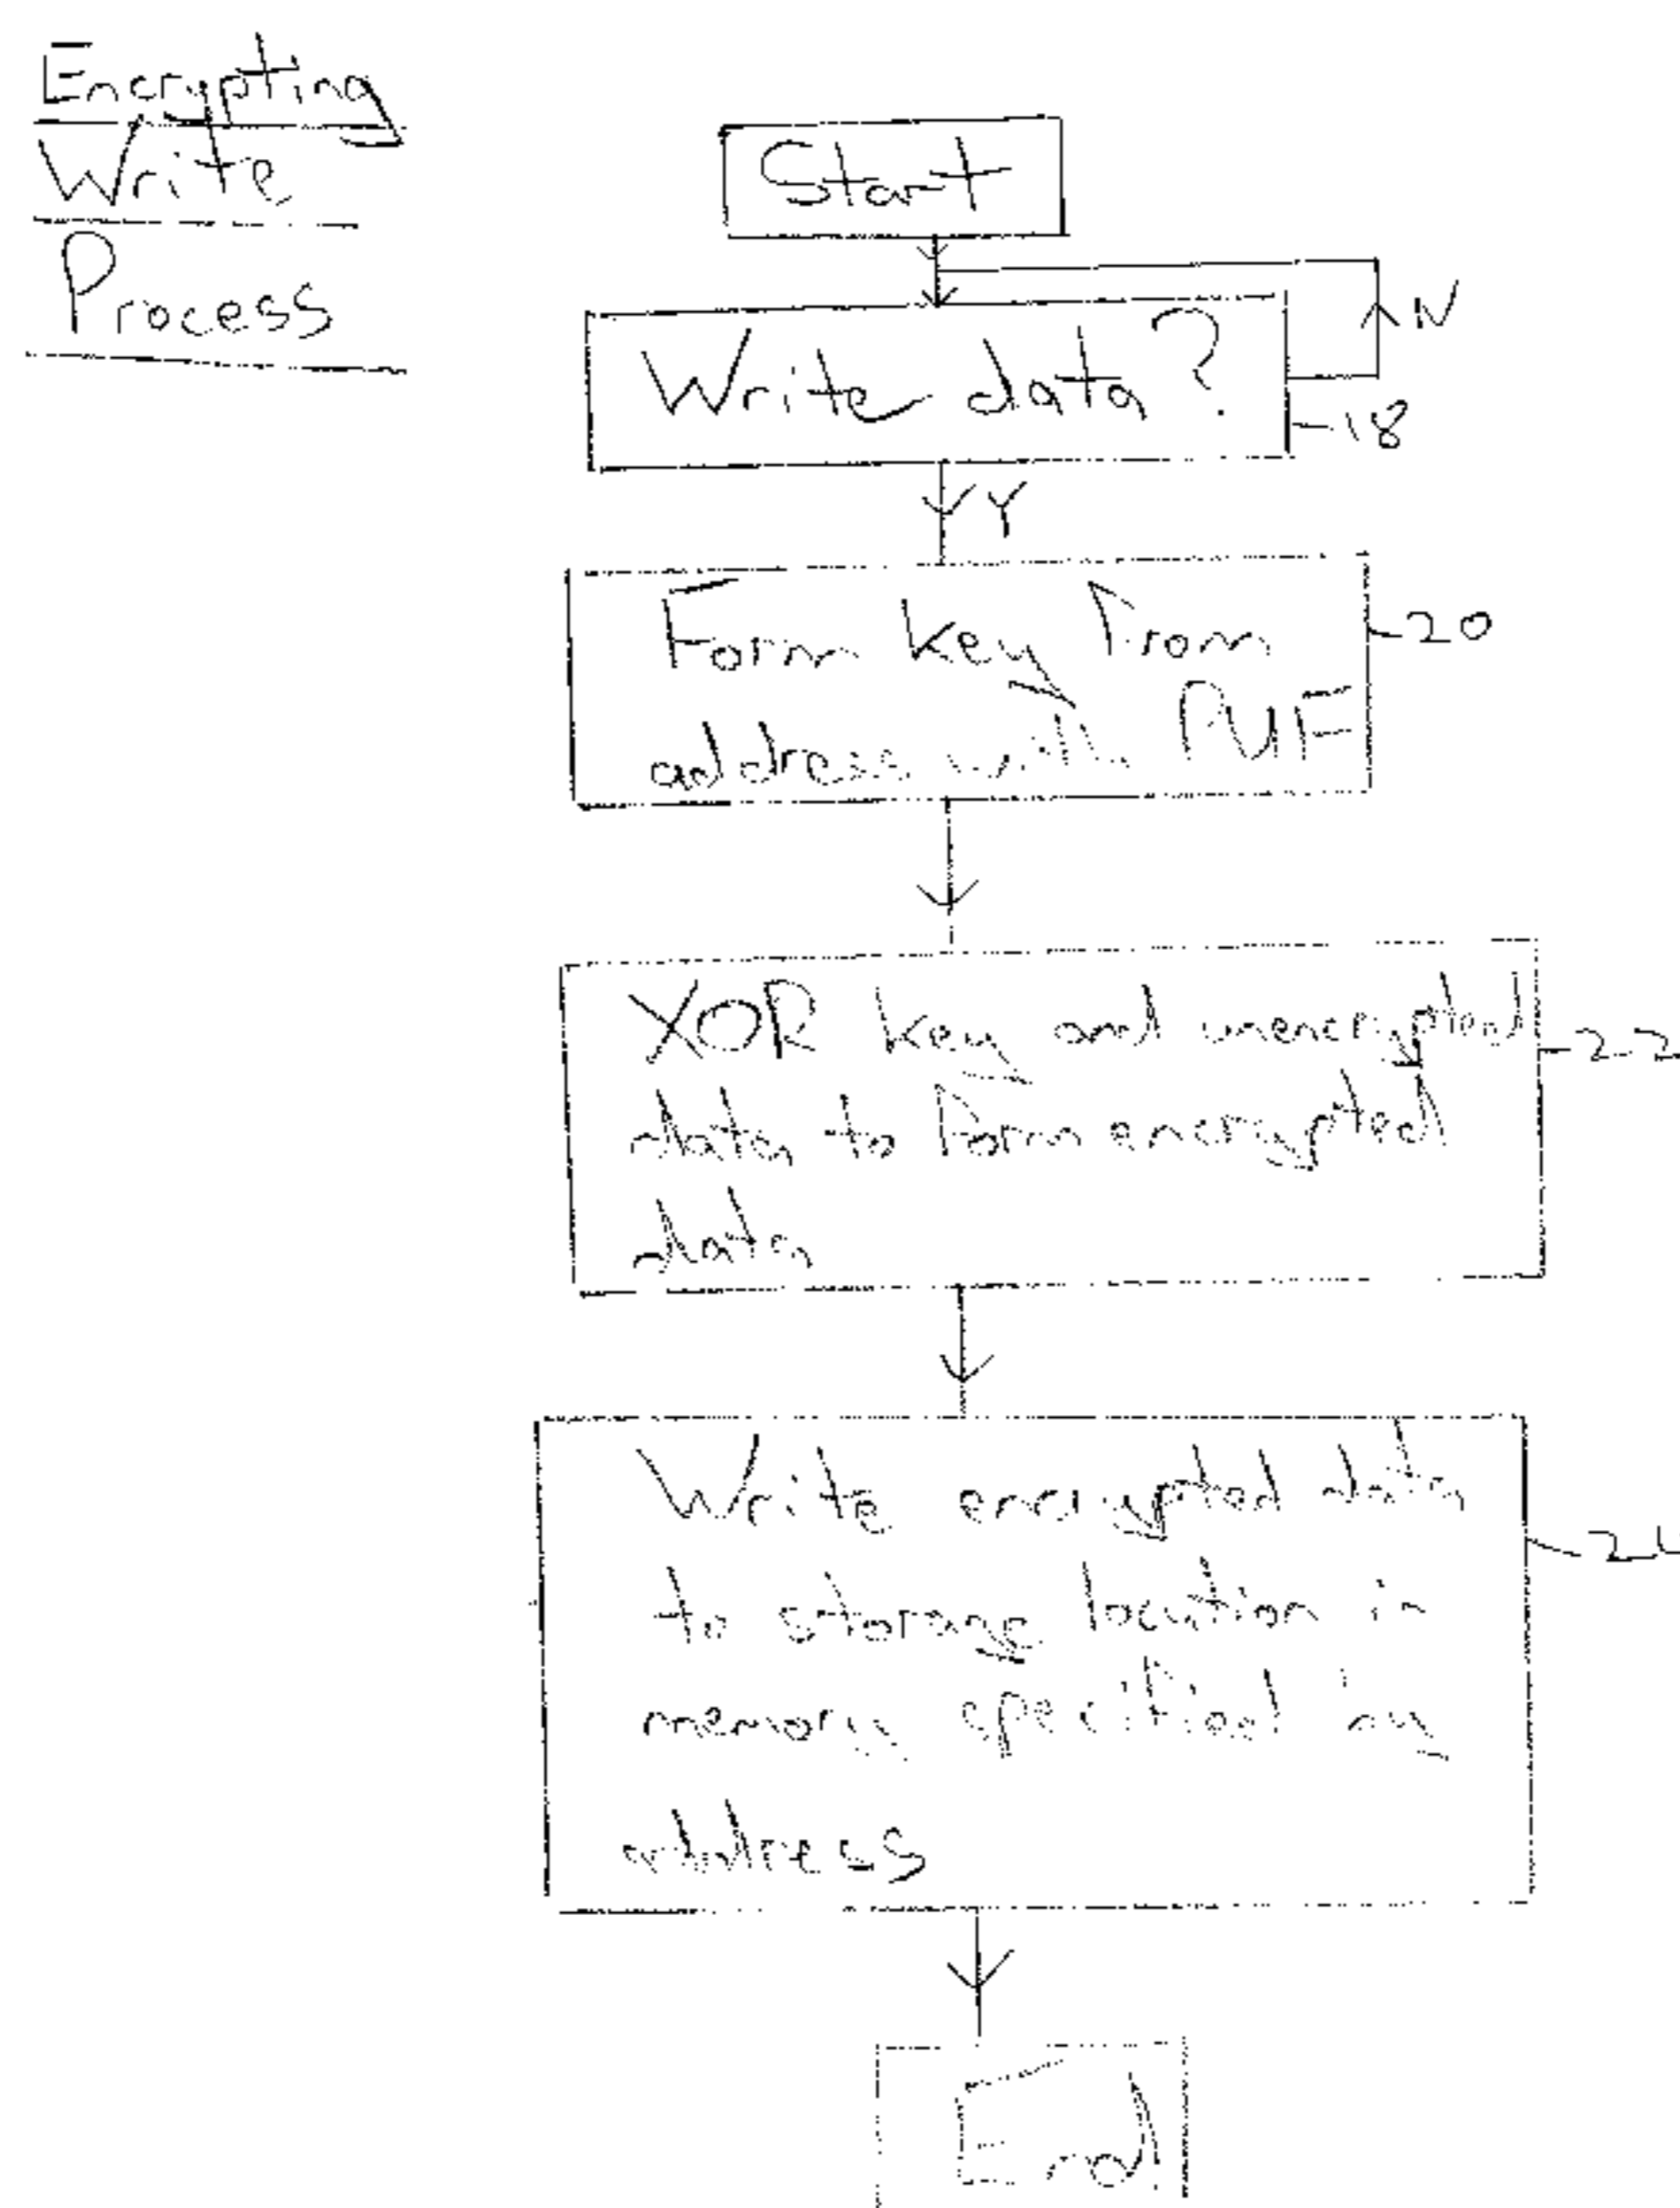 Encrypting
Write
Process
Start
N
Write data?
18
Y
Form key from
20
address with PUF
XOR key and unencrypted
22
data to form encrypted
data
Write encrypted data
to storage location in
memory specified by
address
End